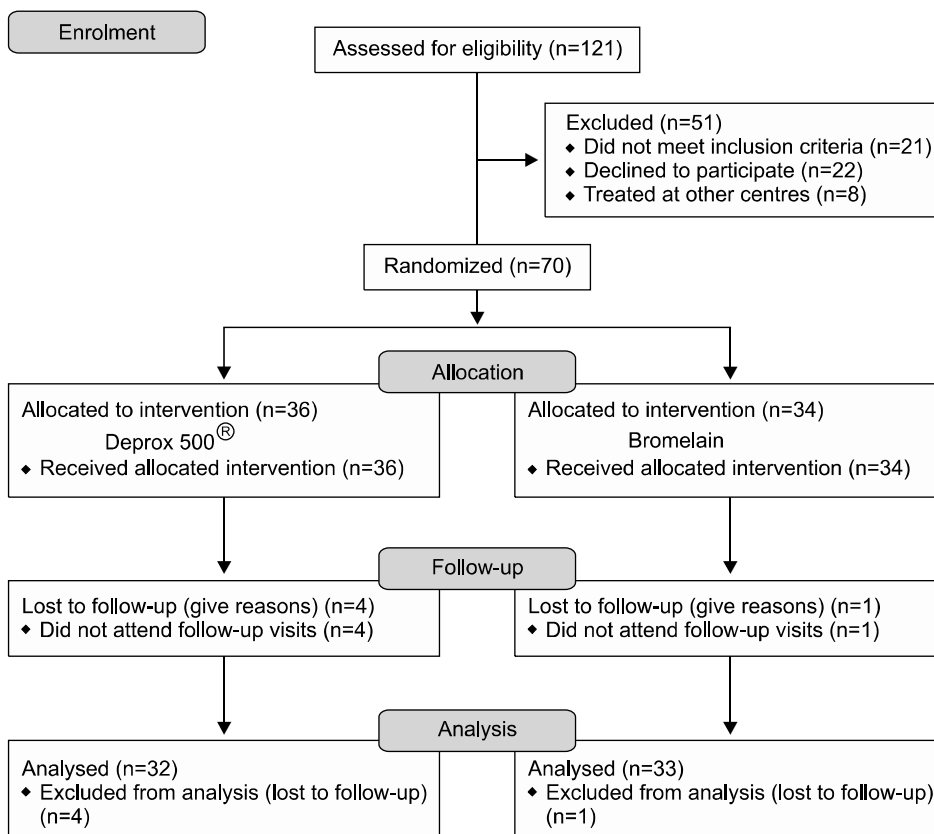 Enrolment
Assessed for eligibility (n=121)
Excluded (n=51)
◆ Did not meet inclusion criteria (n=21)
◆ Declined to participate (n=22)
◆ Treated at other centres (n=8)
Randomized (n=70)
Allocation
Allocated to intervention (n=36)
Deprox 500®
◆ Received allocated intervention (n=36)
Allocated to intervention (n=34)
Bromelain
◆ Received allocated intervention (n=34)
Follow-up
Lost to follow-up (give reasons) (n=4)
◆ Did not attend follow-up visits (n=4)
Lost to follow-up (give reasons) (n=1)
◆ Did not attend follow-up visits (n=1)
Analysis
Analysed (n=32)
◆ Excluded from analysis (lost to follow-up)
(n=4)
Analysed (n=33)
◆ Excluded from analysis (lost to follow-up)
(n=1)